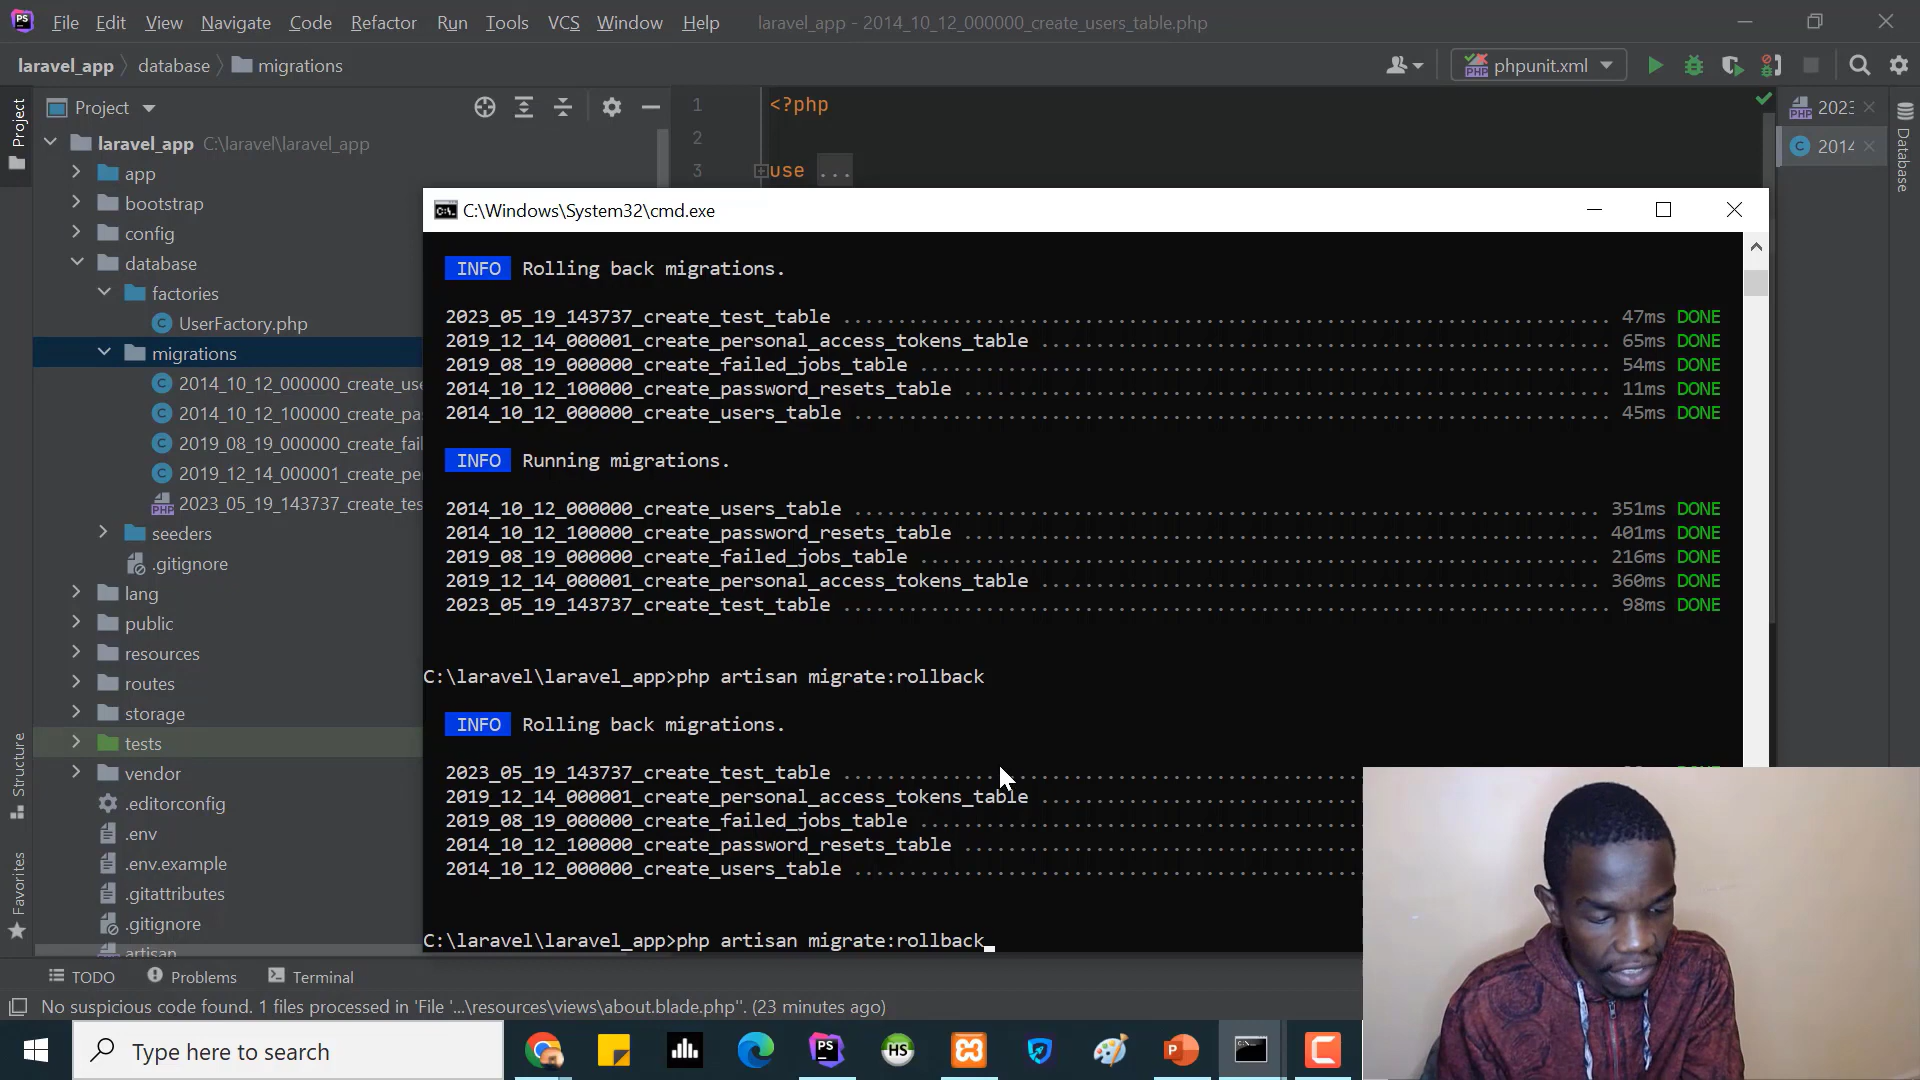 File Edit View Navigate Code Refactor Run Tools VCS Window Help laravel_app - 2014_10_12_000000_create_users_table.php
laravel_app database migrations
phpunit.xml
Project
Project
laravel_app C:\laravel\laravel_app
app
bootstrap
config
database
factories
UserFactory.php
migrations
2014_10_12_000000_create_use
2014_10_12_100000_create_pa
2019_08_19_000000_create_fail
2019_12_14_000001_create_pe
2023_05_19_143737_create_tes
seeders
.gitignore
lang
public
resources
routes
storage
tests
vendor
.editorconfig
.env
.env.example
.gitattributes
.gitignore
artisan
Structure
Favorites
1 <?php
2
3 use ...
2023
2014
Database
C:\Windows\System32\cmd.exe
INFO Rolling back migrations.
2023_05_19_143737_create_test_table 47ms DONE
2019_12_14_000001_create_personal_access_tokens_table 65ms DONE
2019_08_19_000000_create_failed_jobs_table 54ms DONE
2014_10_12_100000_create_password_resets_table 11ms DONE
2014_10_12_000000_create_users_table 45ms DONE
INFO Running migrations.
2014_10_12_000000_create_users_table 351ms DONE
2014_10_12_100000_create_password_resets_table 401ms DONE
2019_08_19_000000_create_failed_jobs_table 216ms DONE
2019_12_14_000001_create_personal_access_tokens_table 360ms DONE
2023_05_19_143737_create_test_table 98ms DONE
C:\laravel\laravel_app>php artisan migrate:rollback
INFO Rolling back migrations.
2023_05_19_143737_create_test_table
2019_12_14_000001_create_personal_access_tokens_table
2019_08_19_000000_create_failed_jobs_table
2014_10_12_100000_create_password_resets_table
2014_10_12_000000_create_users_table
C:\laravel\laravel_app>php artisan migrate:rollback
TODO Problems Terminal
No suspicious code found. 1 files processed in 'File '...\resources\views\about.blade.php''. (23 minutes ago)
Type here to search